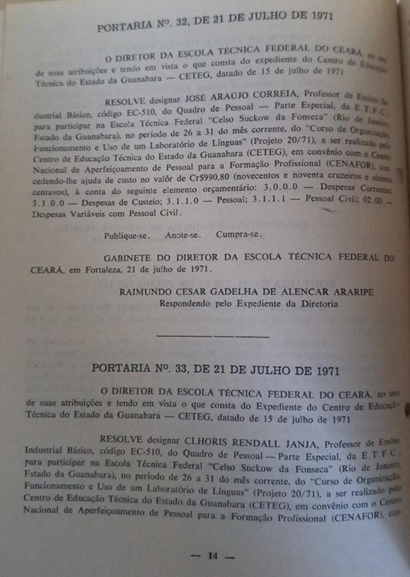 PORTARIA Nº. 32, DE 21 DE JULHO DE 1971
O DIRETOR DA ESCOLA TÉCNICA FEDERAL DO CEARÁ, no uso
de suas atribuições e tendo em vista o que consta do expediente do Centro de Educação
Técnica do Estado da Guanabara — CETEG, datado de 15 de julho de 1971
RESOLVE designar JOSÉ ARAÚJO CORREIA, Professor de Ensino In-
dustrial Básico, código EC-510, do Quadro de Pessoal — Parte Especial, da E.T.F.C.,
para participar na Escola Técnica Federal "Celso Suckow da Fonseca" (Rio de Janeiro,
Estado da Guanabara), no período de 26 a 31 do mês corrente, do "Curso de Organização,
Funcionamento e Uso de um Laboratório de Línguas" (Projeto 20/71), a ser realizado pelo
Centro de Educação Técnica do Estado da Guanabara (CETEG), em convênio com o Centro
Nacional de Aperfeiçoamento de Pessoal para a Formação Profissional (CENAFOR), con-
cedendo-lhe ajuda de custo no valor de Cr$990,80 (novecentos e noventa cruzeiros e oitenta
centavos), à conta do seguinte elemento orçamentário: 3.0.0.0 — Despesas Correntes;
3.1.0.0 — Despesas de Custeio; 3.1.1.0 — Pessoal; 3.1.1.1 — Pessoal Civil; 02.00 —
Despesas Variáveis com Pessoal Civil.
Publique-se. Anote-se. Cumpra-se.
GABINETE DO DIRETOR DA ESCOLA TÉCNICA FEDERAL DO
CEARÁ, em Fortaleza, 21 de julho de 1971.
RAIMUNDO CESAR GADELHA DE ALENCAR ARARIPE
Respondendo pelo Expediente da Diretoria
PORTARIA Nº. 33, DE 21 DE JULHO DE 1971
O DIRETOR DA ESCOLA TÉCNICA FEDERAL DO CEARÁ, no uso
de suas atribuições e tendo em vista o que consta do Expediente do Centro de Educação
Técnica do Estado da Guanabara — CETEG, datado de 15 de julho de 1971
RESOLVE designar CLHORIS RENDALL JANJA, Professor de Ensino
Industrial Básico, código EC-510, do Quadro de Pessoal — Parte Especial, da E.T.F.C.,
para participar na Escola Técnica Federal "Celso Suckow da Fonseca" (Rio de Janeiro,
Estado da Guanabara), no período de 26 a 31 do mês corrente, do "Curso de Organização,
Funcionamento e Uso de um Laboratório de Línguas" (Projeto 20/71), a ser realizado pelo
Centro de Educação Técnica do Estado da Guanabara (CETEG), em convênio com o Centro
Nacional de Aperfeiçoamento de Pessoal para a Formação Profissional (CENAFOR), con-
— 14 —